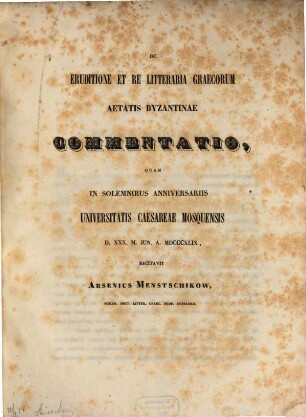 DE
ERUDITIONE ET RE LITTERARIA GRAECORUM
AETATIS BYZANTINAE
COMMENTATIO,
QUAM
IN SOLEMNIBUS ANNIVERSARIIS
UNIVERSITATIS CAESAREAE MOSQUENSIS
D. XXX. M. JUN. A. MDCCCXLIX,
RECITAVIT
ARSENIUS MENSTSCHIKOW,